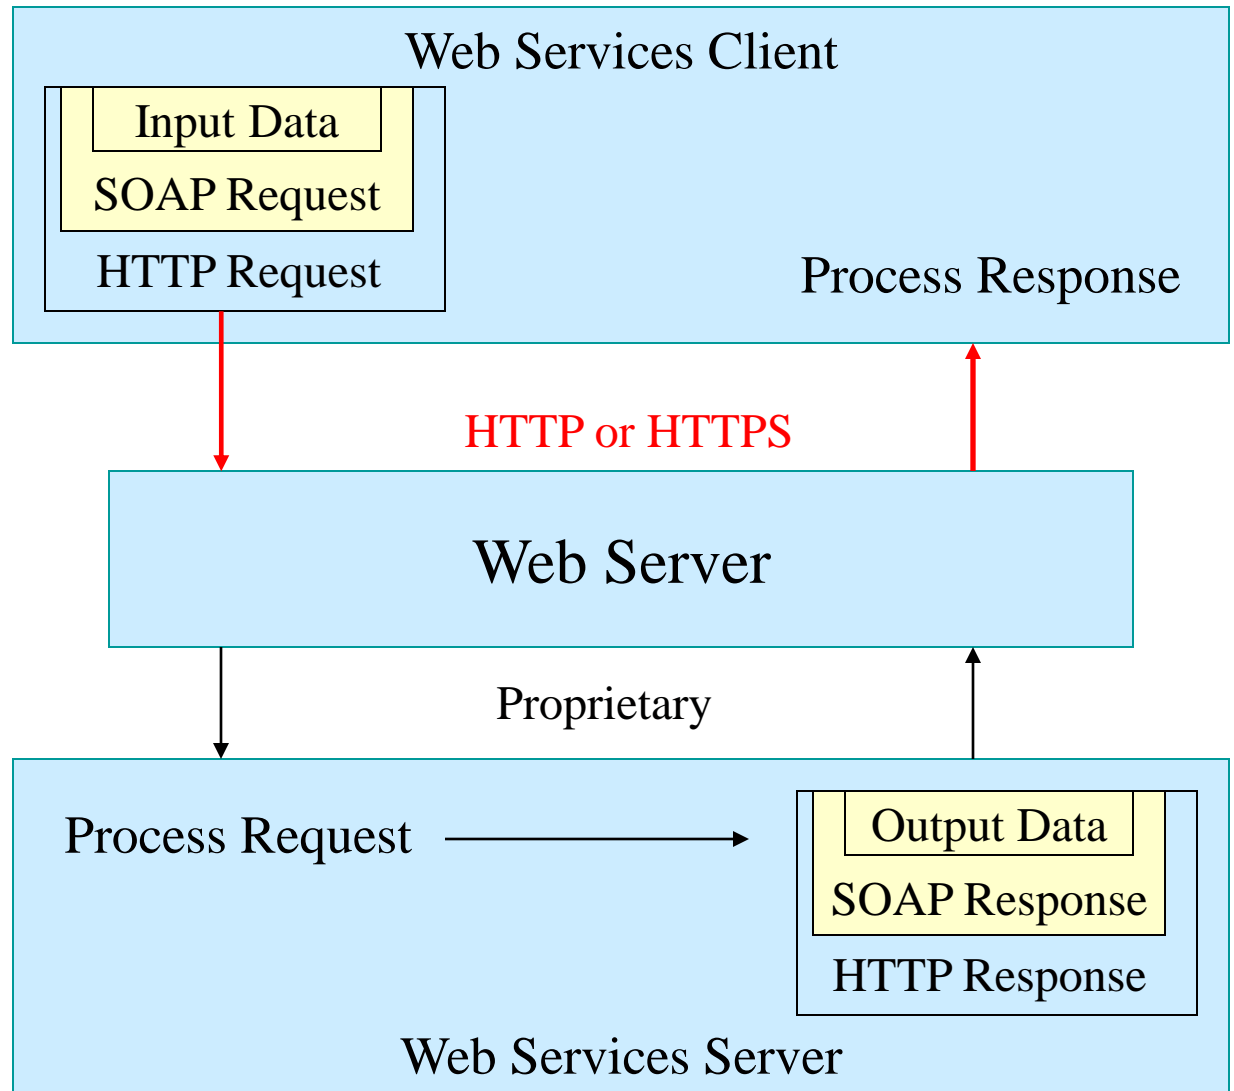 Web Services Client
Input Data
SOAP Request
HTTP Request
Process Response
HTTP or HTTPS
Web Server
Proprietary
Process Request
Output Data
SOAP Response
HTTP Response
Web Services Server